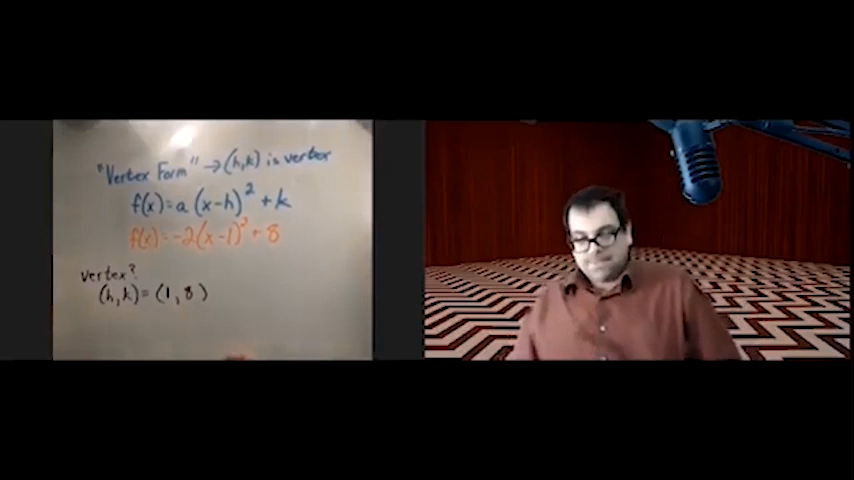 "Vertex Form" → (h,k) is vertex
f(x)=a(x-h)²+k
f(x)=-2(x-1)²+8
vertex?
(h,k)=(1,8)